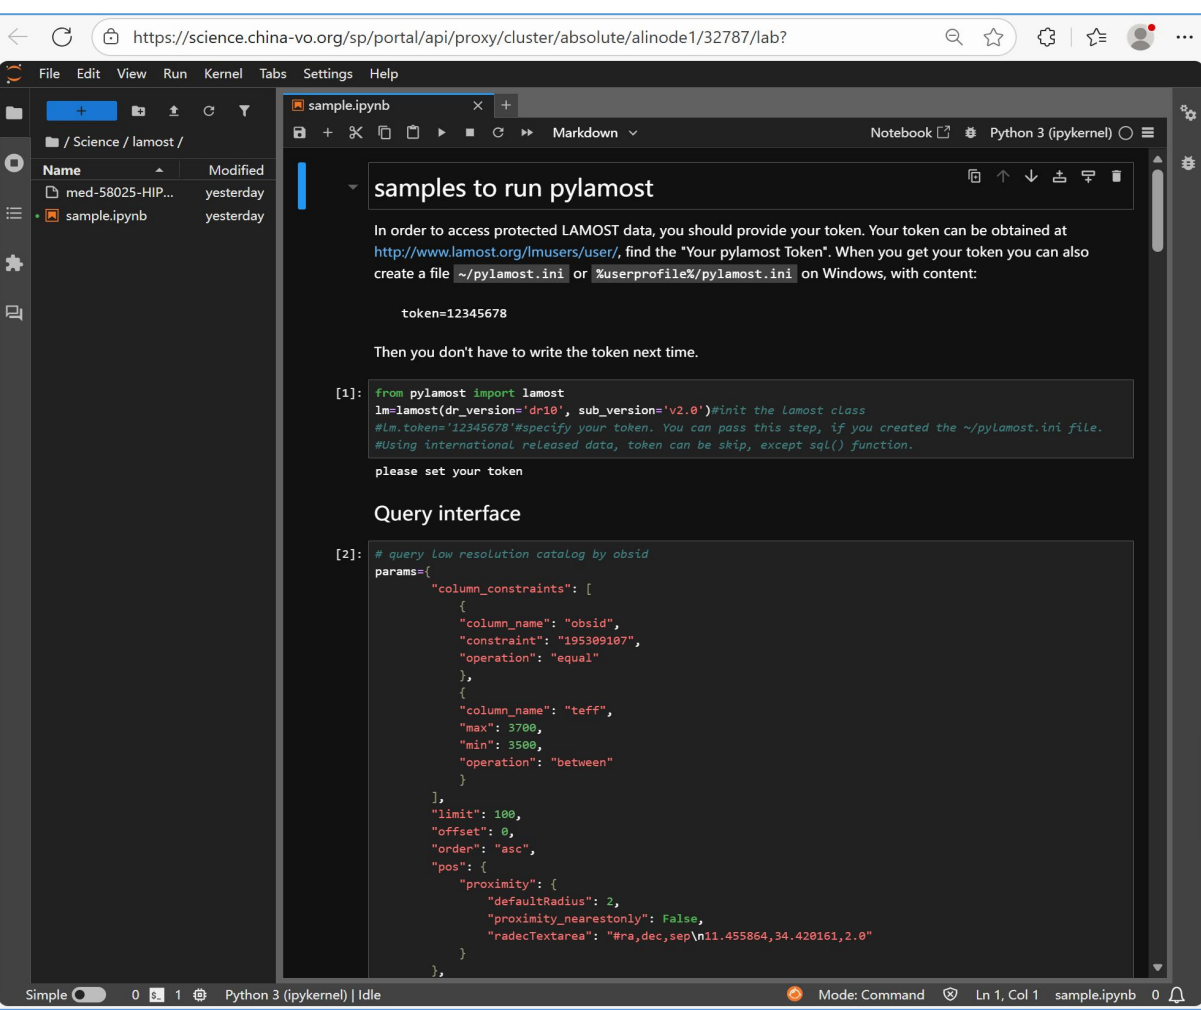 https://science.china-vo.org/sp/portal/api/proxy/cluster/absolute/alinode1/32787/lab?
File Edit View Run Kernel Tabs Settings Help
sample.ipynb
Markdown
Notebook
Python 3 (ipykernel)
/ Science / lamost /
Name Modified
med-58025-HIP... yesterday
sample.ipynb yesterday
samples to run pylamost
In order to access protected LAMOST data, you should provide your token. Your token can be obtained at
http://www.lamost.org/lmusers/user/, find the "Your pylamost Token". When you get your token you can also
create a file ~/pylamost.ini or %userprofile%/pylamost.ini on Windows, with content:
token=12345678
Then you don't have to write the token next time.
[1]: from pylamost import lamost
lm=lamost(dr_version='dr10', sub_version='v2.0')#init the lamost class
#lm.token='12345678'#specify your token. You can pass this step, if you created the ~/pylamost.ini file.
#Using international released data, token can be skip, except sql() function.
please set your token
Query interface
[2]: # query low resolution catalog by obsid
params={
"column_constraints": [
{
"column_name": "obsid",
"constraint": "195309107",
"operation": "equal"
},
{
"column_name": "teff",
"max": 3700,
"min": 3500,
"operation": "between"
}
],
"limit": 100,
"offset": 0,
"order": "asc",
"pos": {
"proximity": {
"defaultRadius": 2,
"proximity_nearestonly": False,
"radecTextarea": "#ra,dec,sep\n11.455864,34.420161,2.0"
}
},
Simple 0 $_ 1 Python 3 (ipykernel) | Idle Mode: Command Ln 1, Col 1 sample.ipynb 0